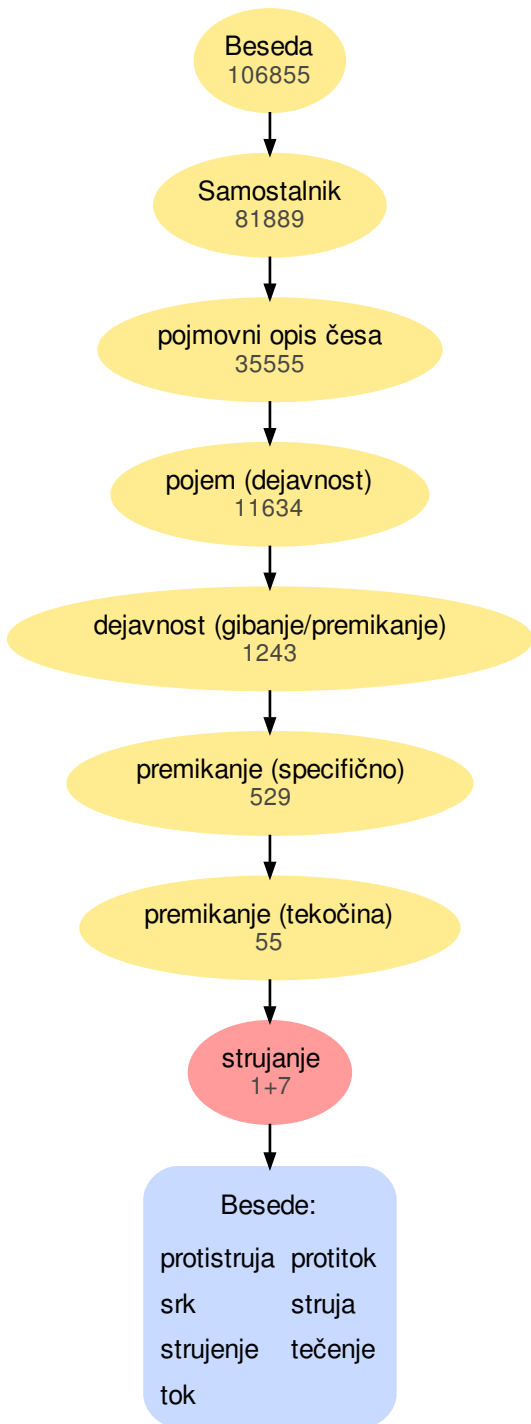 Beseda
106855
Samostalnik
81889
pojmovni opis česa
35555
pojem (dejavnost)
11634
dejavnost (gibanje/premikanje)
1243
premikanje (specifično)
529
premikanje (tekočina)
55
strujanje
1+7
Besede:
protistruja protitok
srk struja
strujenje tečenje
tok